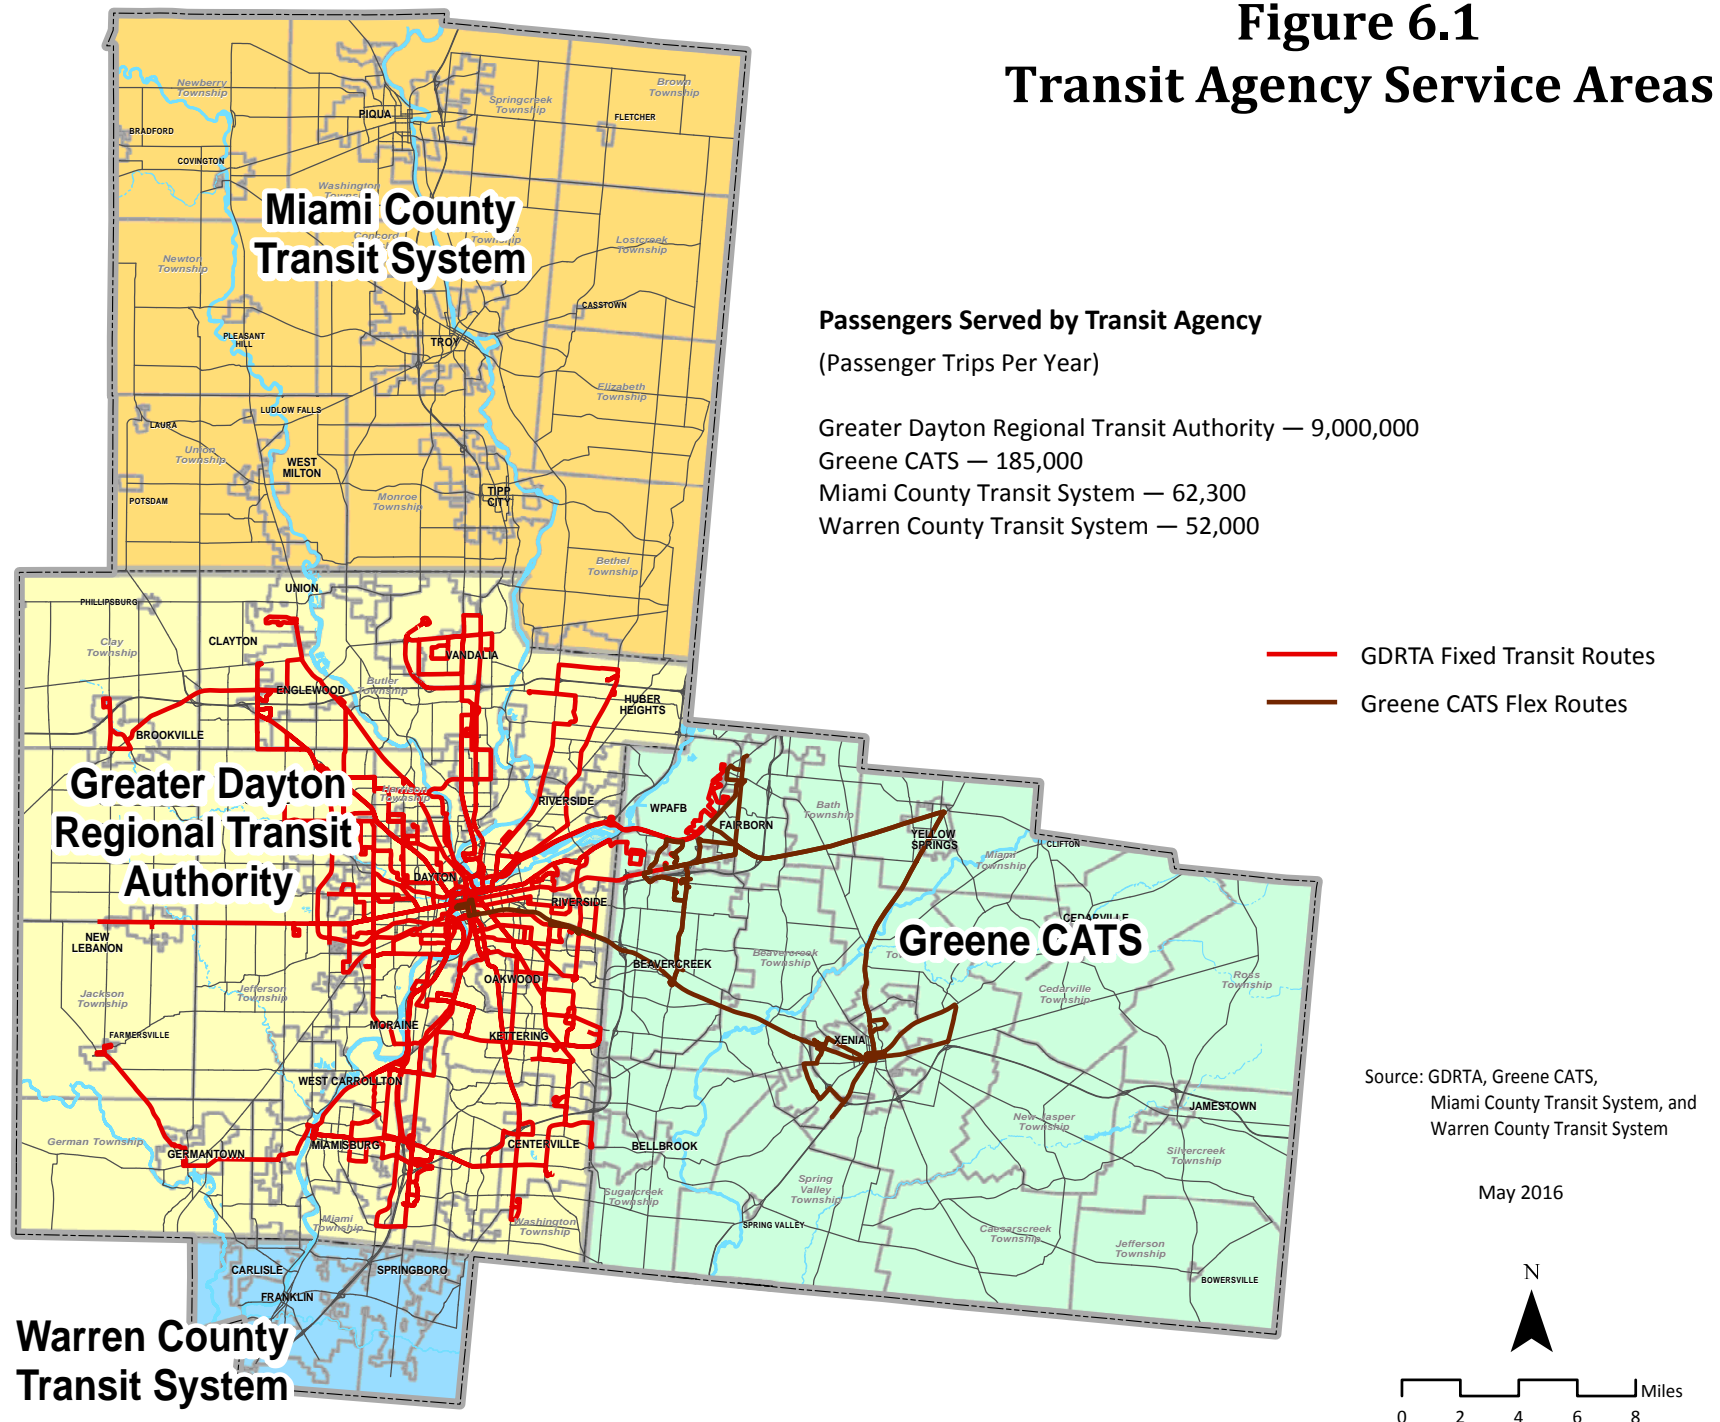 Figure 6.1
Transit Agency Service Areas
Newberry
Township
Brown
Township
Springcreek
Township
PIQUA
FLETCHER
BRADFORD
COVINGTON
Washington
Miami County
Transit System
Concord
Township
Lostcreek
Township
Newton
Township
CASSTOWN
PLEASANT
HILL
TROY
Elizabeth
Township
LUDLOW FALLS
LAURA
Union
Township
WEST
MILTON
POTSDAM
Monroe
Township
TIPP
CITY
Bethel
Township
Passengers Served by Transit Agency
(Passenger Trips Per Year)
Greater Dayton Regional Transit Authority — 9,000,000
Greene CATS — 185,000
Miami County Transit System — 62,300
Warren County Transit System — 52,000
GDRTA Fixed Transit Routes
Greene CATS Flex Routes
UNION
PHILLIPSBURG
CLAYTON
Clay
Township
VANDALIA
ENGLEWOOD
Butler
Township
HUBER
HEIGHTS
BROOKVILLE
Greater Dayton
Regional Transit
Authority
Harrison
Township
RIVERSIDE
DAYTON
RIVERSIDE
NEW
LEBANON
OAKWOOD
Jackson
Township
Jefferson
Township
MORAINE
KETTERING
FARMERSVILLE
WEST CARROLLTON
German Township
GERMANTOWN
MIAMISBURG
CENTERVILLE
Miami
Township
Washington
Township
WPAFB
FAIRBORN
Bath
Township
YELLOW
SPRINGS
Miami
Township
CLIFTON
CEDARVILLE
Greene CATS
BEAVERCREEK
Beavercreek
Township
Cedarville
Township
Ross
Township
XENIA
JAMESTOWN
New Jasper
Township
Silvercreek
Township
BELLBROOK
Spring
Valley
Township
Sugarcreek
Township
SPRING VALLEY
Caesarscreek
Township
Jefferson
Township
BOWERSVILLE
CARLISLE
SPRINGBORO
FRANKLIN
Warren County
Transit System
Source: GDRTA, Greene CATS,
Miami County Transit System, and
Warren County Transit System
May 2016
N
Miles
0 2 4 6 8